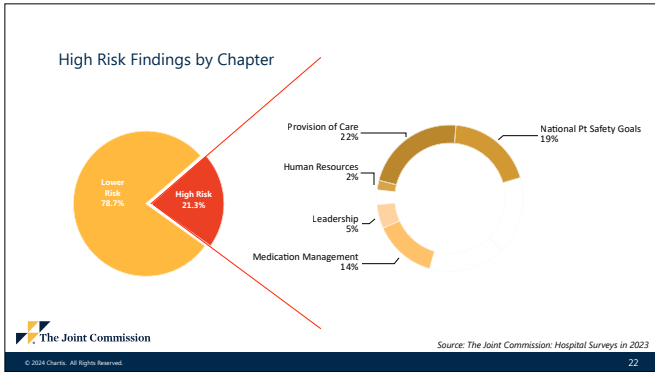 High Risk Findings by Chapter
Lower
Risk
78.7%
High Risk
21.3%
Provision of Care
22%
National Pt Safety Goals
19%
Human Resources
2%
Leadership
5%
Medication Management
14%
The Joint Commission
Source: The Joint Commission: Hospital Surveys in 2023
© 2024 Chartis. All Rights Reserved.
22